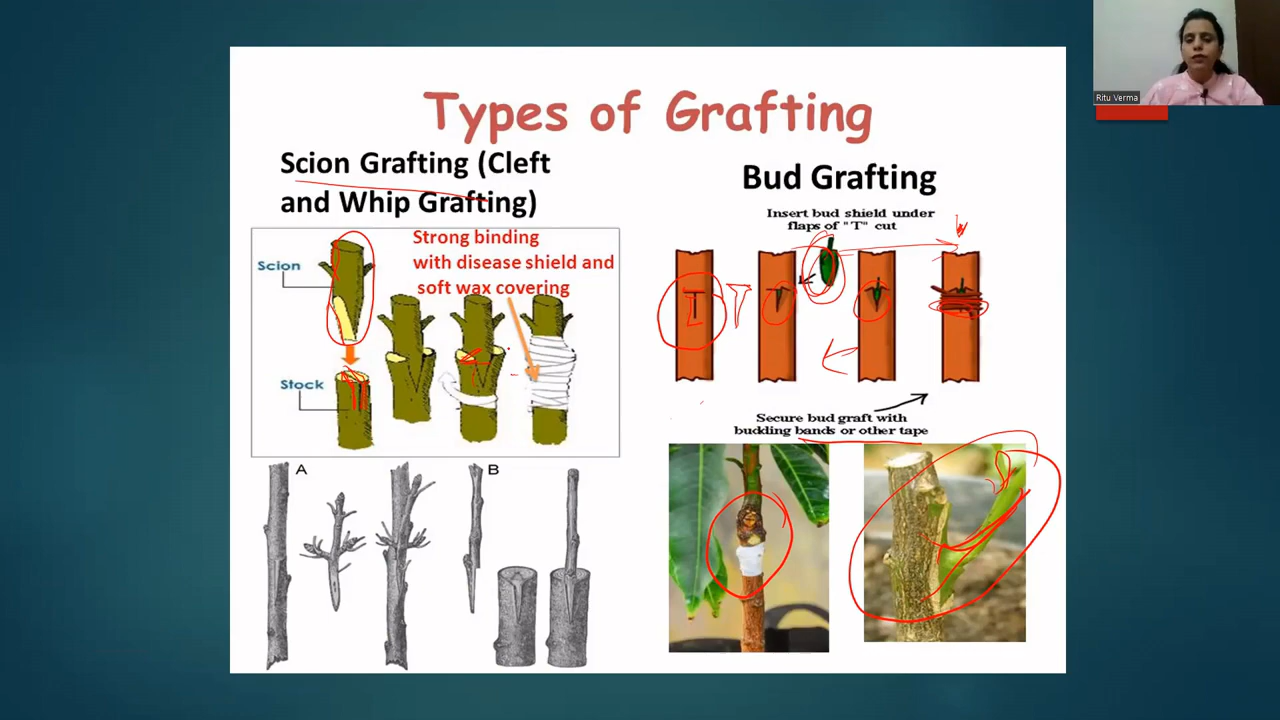 Types of Grafting
Scion Grafting (Cleft
and Whip Grafting)
Strong binding
with disease shield and
soft wax covering
Scion
Stock
A
B
Bud Grafting
Insert bud shield under
flaps of "T" cut
Secure bud graft with
budding bands or other tape
Ritu Verma